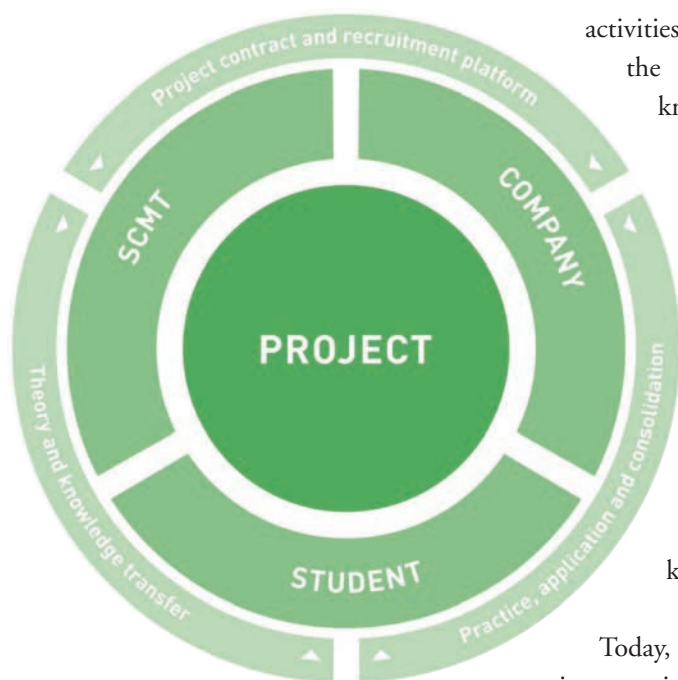 activities
the
Project contract and recruitment platform
SCMT
COMPANY
PROJECT
Theory and knowledge transfer
Practice, application and consolidation
STUDENT
Today,